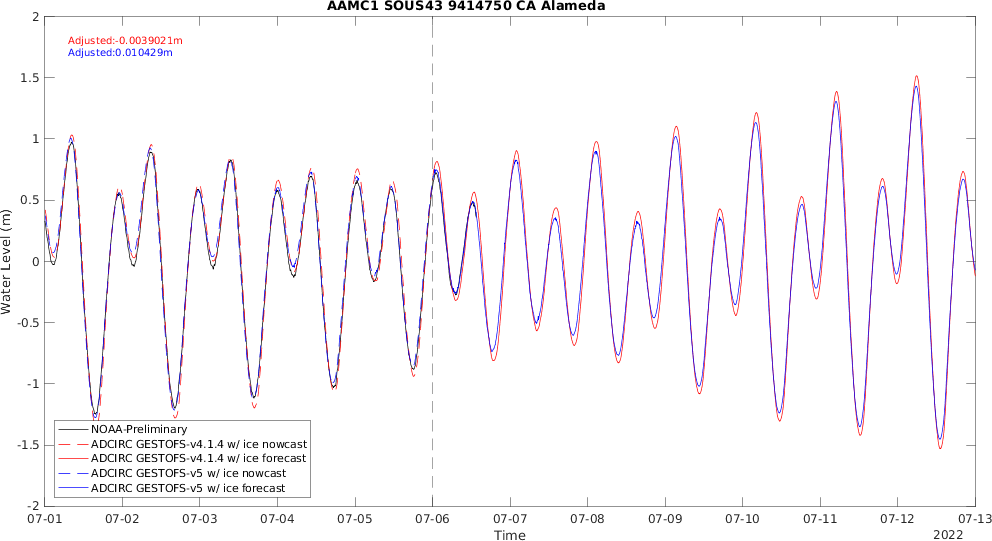 AAMC1 SOUS43 9414750 CA Alameda
Adjusted:-0.0039021m
Adjusted:0.010429m
Water Level (m)
2
1.5
1
0.5
0
-0.5
-1
-1.5
-2
NOAA-Preliminary
ADCIRC GESTOFS-v4.1.4 w/ ice nowcast
ADCIRC GESTOFS-v4.1.4 w/ ice forecast
ADCIRC GESTOFS-v5 w/ ice nowcast
ADCIRC GESTOFS-v5 w/ ice forecast
07-01 07-02 07-03 07-04 07-05 07-06 07-07 07-08 07-09 07-10 07-11 07-12 07-13
Time
2022